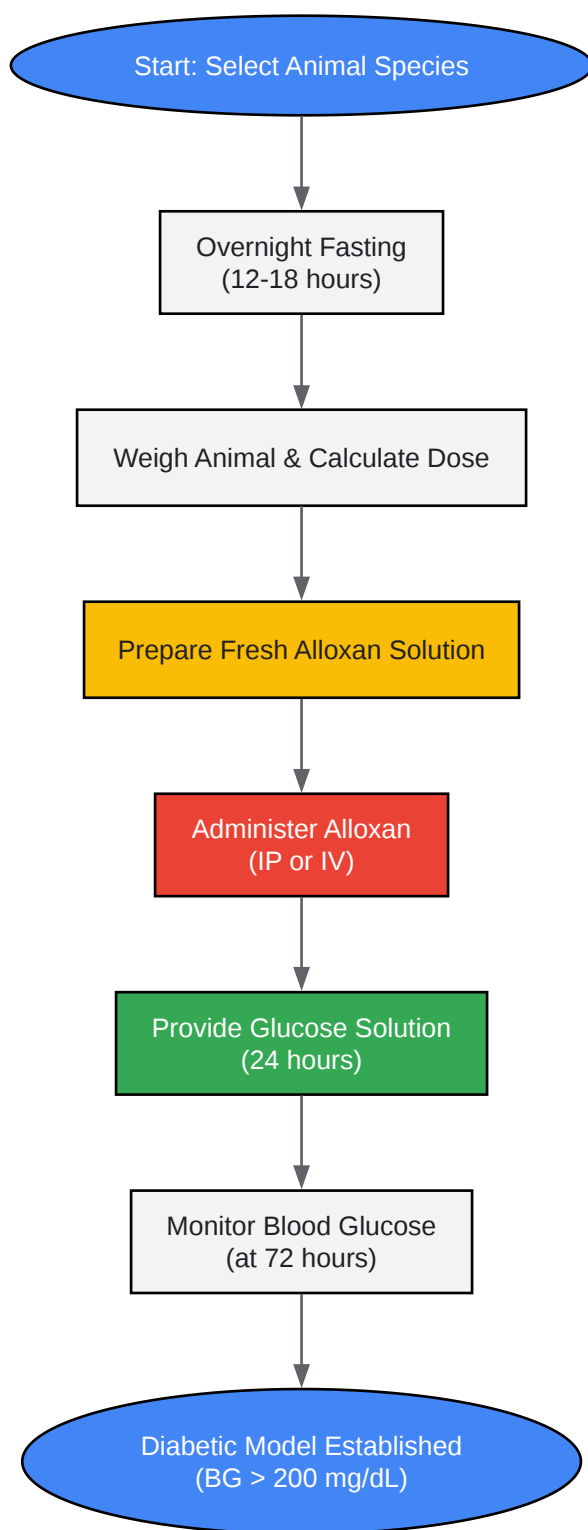 Start: Select Animal Species
Overnight Fasting
(12-18 hours)
Weigh Animal & Calculate Dose
Prepare Fresh Alloxan Solution
Administer Alloxan
(IP or IV)
Provide Glucose Solution
(24 hours)
Monitor Blood Glucose
(at 72 hours)
Diabetic Model Established
(BG > 200 mg/dL)